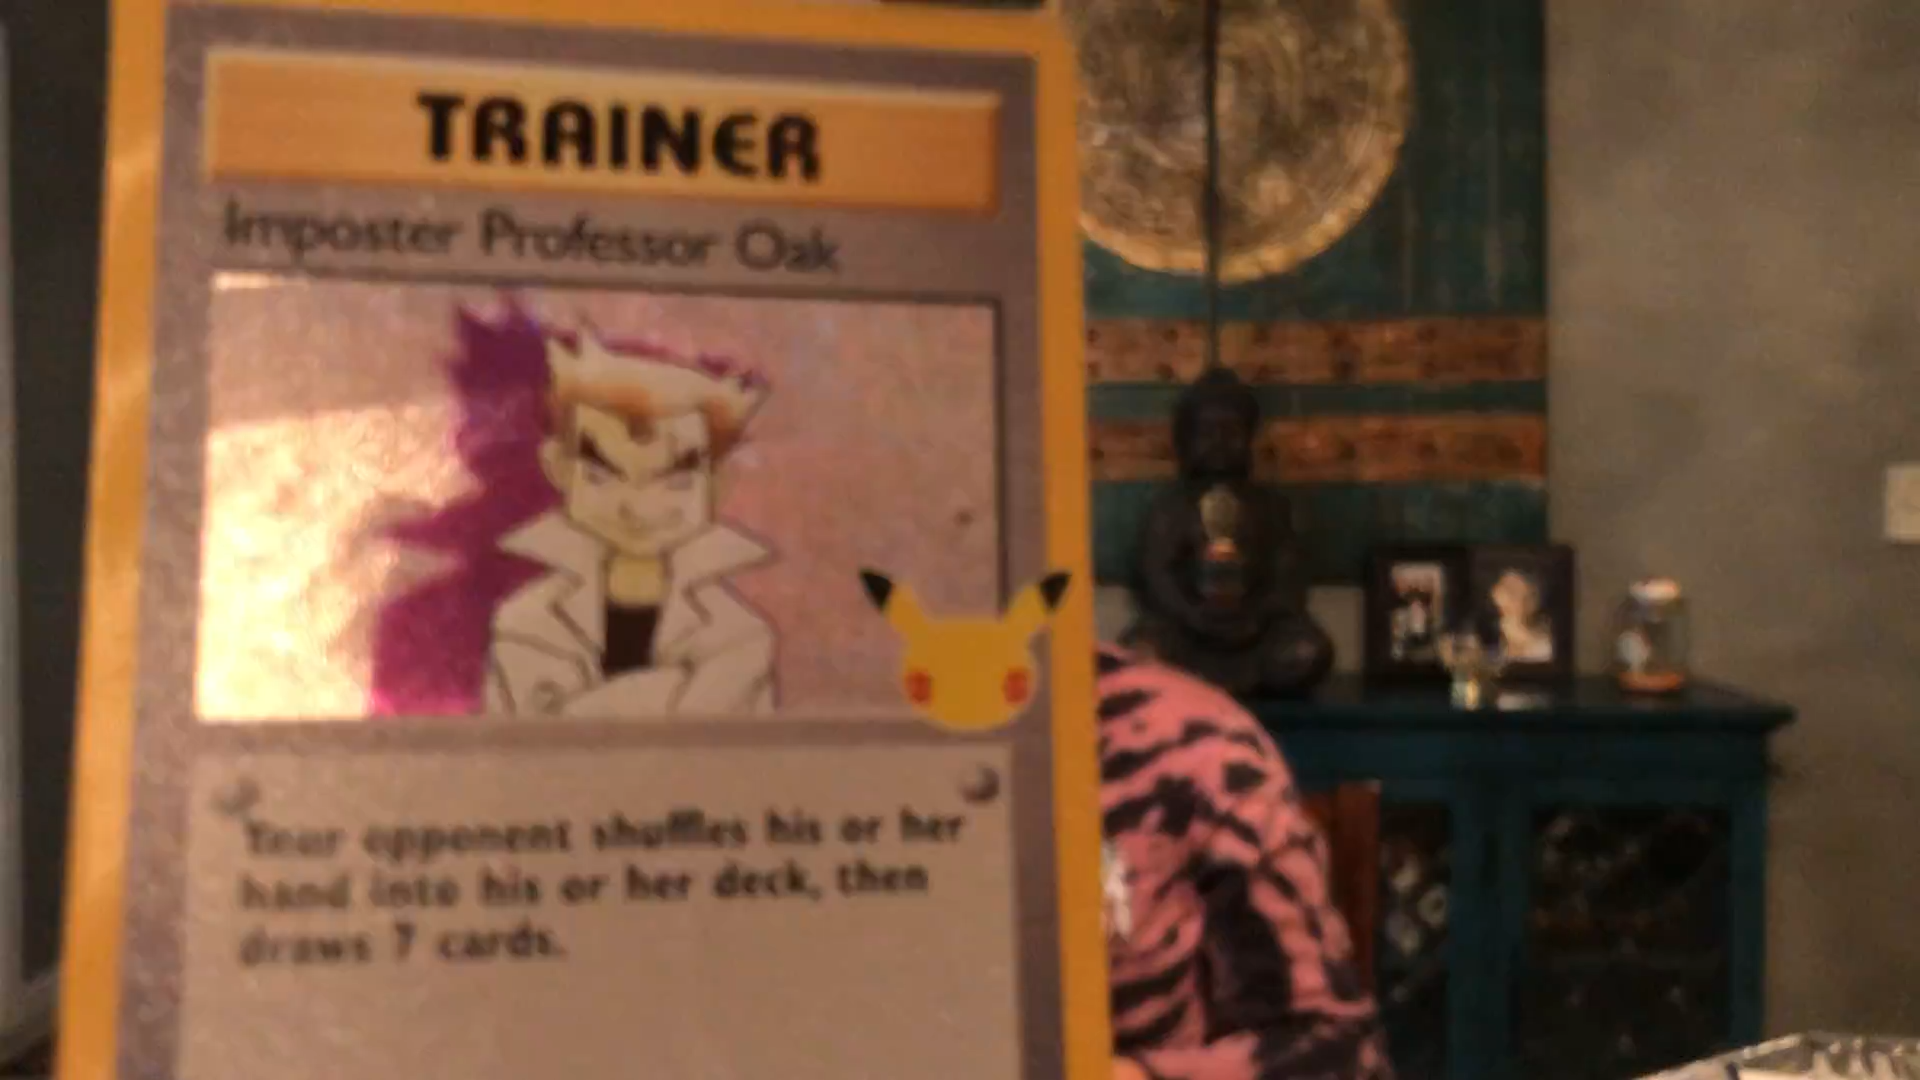 TRAINER
Imposter Professor Oak
Your opponent shuffles his or her
hand into his or her deck, then
draws 7 cards.